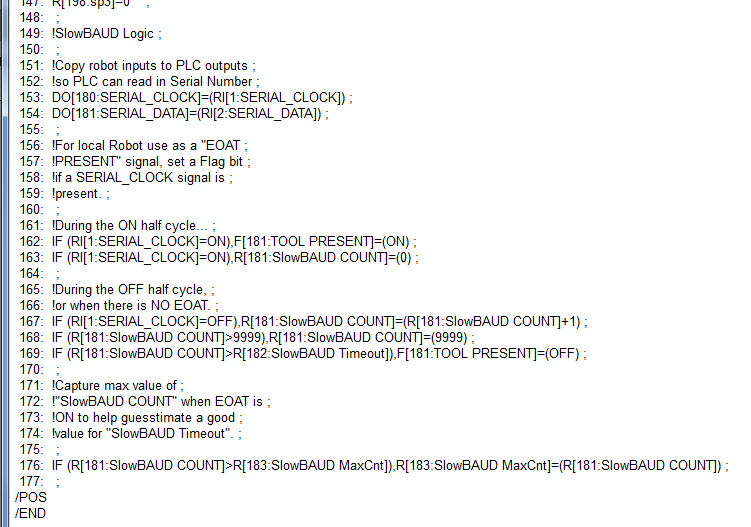 147: R[198:sp3]=0 ;
148: ;
149: !SlowBAUD Logic ;
150: ;
151: !Copy robot inputs to PLC outputs ;
152: !so PLC can read in Serial Number ;
153: DO[180:SERIAL_CLOCK]=(RI[1:SERIAL_CLOCK]) ;
154: DO[181:SERIAL_DATA]=(RI[2:SERIAL_DATA]) ;
155: ;
156: !For local Robot use as a "EOAT ;
157: !PRESENT" signal, set a Flag bit ;
158: !if a SERIAL_CLOCK signal is ;
159: !present. ;
160: ;
161: !During the ON half cycle... ;
162: IF (RI[1:SERIAL_CLOCK]=ON),F[181:TOOL PRESENT]=(ON) ;
163: IF (RI[1:SERIAL_CLOCK]=ON),R[181:SlowBAUD COUNT]=(0) ;
164: ;
165: !During the OFF half cycle, ;
166: !or when there is NO EOAT. ;
167: IF (RI[1:SERIAL_CLOCK]=OFF),R[181:SlowBAUD COUNT]=(R[181:SlowBAUD COUNT]+1) ;
168: IF (R[181:SlowBAUD COUNT]>9999),R[181:SlowBAUD COUNT]=(9999) ;
169: IF (R[181:SlowBAUD COUNT]>R[182:SlowBAUD Timeout]),F[181:TOOL PRESENT]=(OFF) ;
170: ;
171: !Capture max value of ;
172: !"SlowBAUD COUNT" when EOAT is ;
173: !ON to help guesstimate a good ;
174: !value for "SlowBAUD Timeout". ;
175: ;
176: IF (R[181:SlowBAUD COUNT]>R[183:SlowBAUD MaxCnt]),R[183:SlowBAUD MaxCnt]=(R[181:SlowBAUD COUNT]) ;
177: ;
/POS
/END